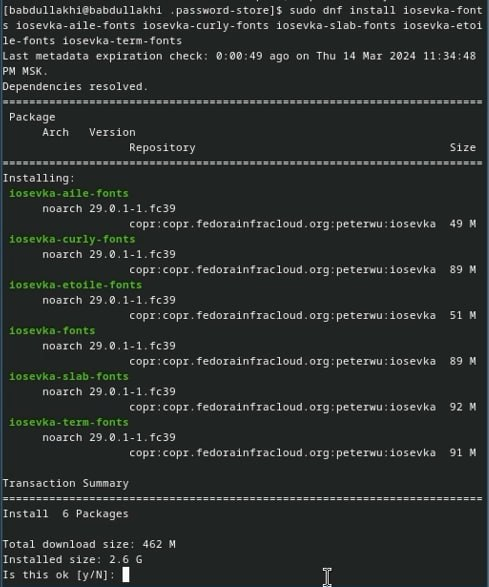 [babdullakhi@babdullakhi .password-store]$ sudo dnf install iosevka-font
s iosevka-aile-fonts iosevka-curly-fonts iosevka-slab-fonts iosevka-etoi
le-fonts iosevka-term-fonts
Last metadata expiration check: 0:00:49 ago on Thu 14 Mar 2024 11:34:48
PM MSK.
Dependencies resolved.
========================================================================
Package
Arch Version
Repository Size
========================================================================
Installing:
iosevka-aile-fonts
noarch 29.0.1-1.fc39
copr:copr.fedorainfracloud.org:peterwu:iosevka 49 M
iosevka-curly-fonts
noarch 29.0.1-1.fc39
copr:copr.fedorainfracloud.org:peterwu:iosevka 89 M
iosevka-etoile-fonts
noarch 29.0.1-1.fc39
copr:copr.fedorainfracloud.org:peterwu:iosevka 51 M
iosevka-fonts
noarch 29.0.1-1.fc39
copr:copr.fedorainfracloud.org:peterwu:iosevka 89 M
iosevka-slab-fonts
noarch 29.0.1-1.fc39
copr:copr.fedorainfracloud.org:peterwu:iosevka 92 M
iosevka-term-fonts
noarch 29.0.1-1.fc39
copr:copr.fedorainfracloud.org:peterwu:iosevka 91 M
Transaction Summary
========================================================================
Install 6 Packages
Total download size: 462 M
Installed size: 2.6 G
Is this ok [y/N]: